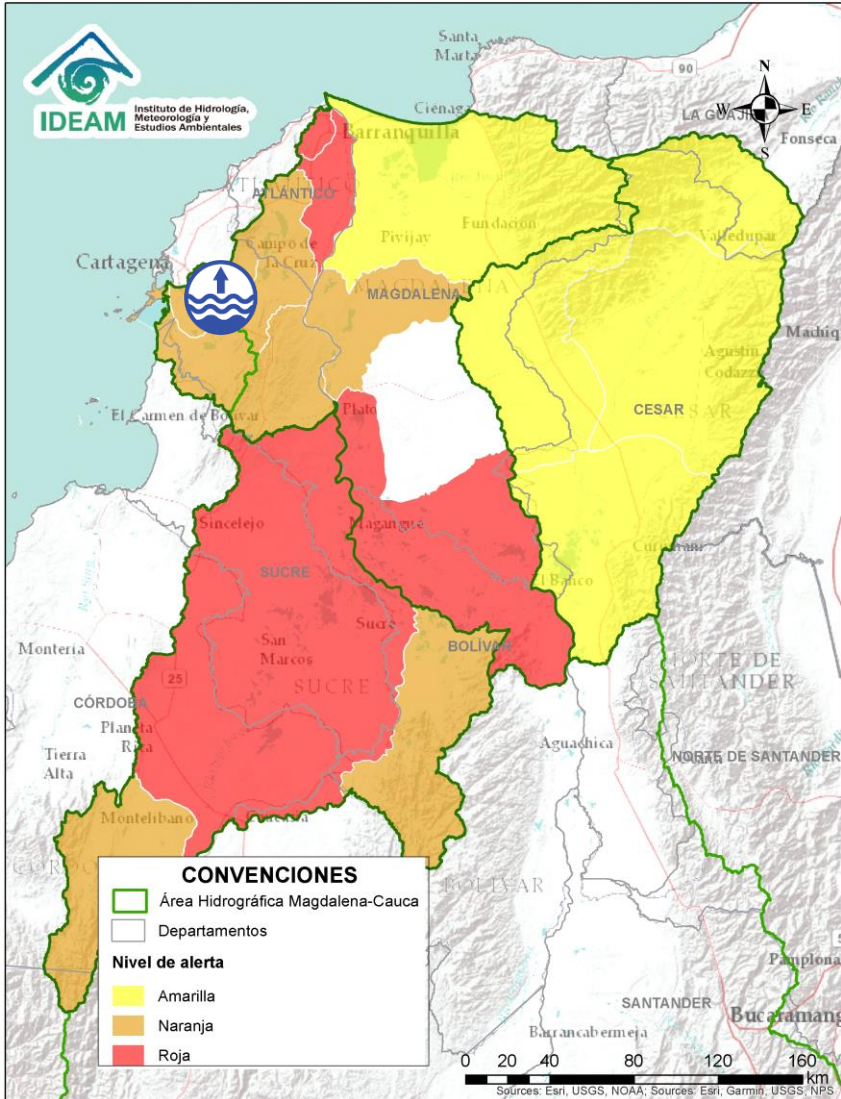 IDEAM
Instituto de Hidrología,
Meteorología y
Estudios Ambientales
Santa
Marta
90
N
W
E
S
Ciénaga
LA GUAJIRA
Fonseca
Barranquilla
ATLÁNTICO
Pivijay
Fundación
Valledupar
Campo de
la Cruz
Cartagena
MAGDALENA
Agustín
Codazzi
CESAR
El Carmen de Bolívar
Plato
Sincelejo
Magangué
SUCRE
El Banco
Sucre
San
Marcos
BOLÍVAR
SUCRE
Montería
25
CÓRDOBA
Planeta
Rica
Tierra
Alta
NORTE DE
SANTANDER
NORTE DE SANTANDER
Aguachica
Montelibano
BOLÍVAR
CONVENCIONES
Área Hidrográfica Magdalena-Cauca
Departamentos
Nivel de alerta
Amarilla
Naranja
Roja
Pamplona
SANTANDER
Bucaramang
Barrancabermeja
0 20 40 80 120 160
km
Sources: Esri, USGS, NOAA; Sources: Esri, Garmin, USGS, NPS